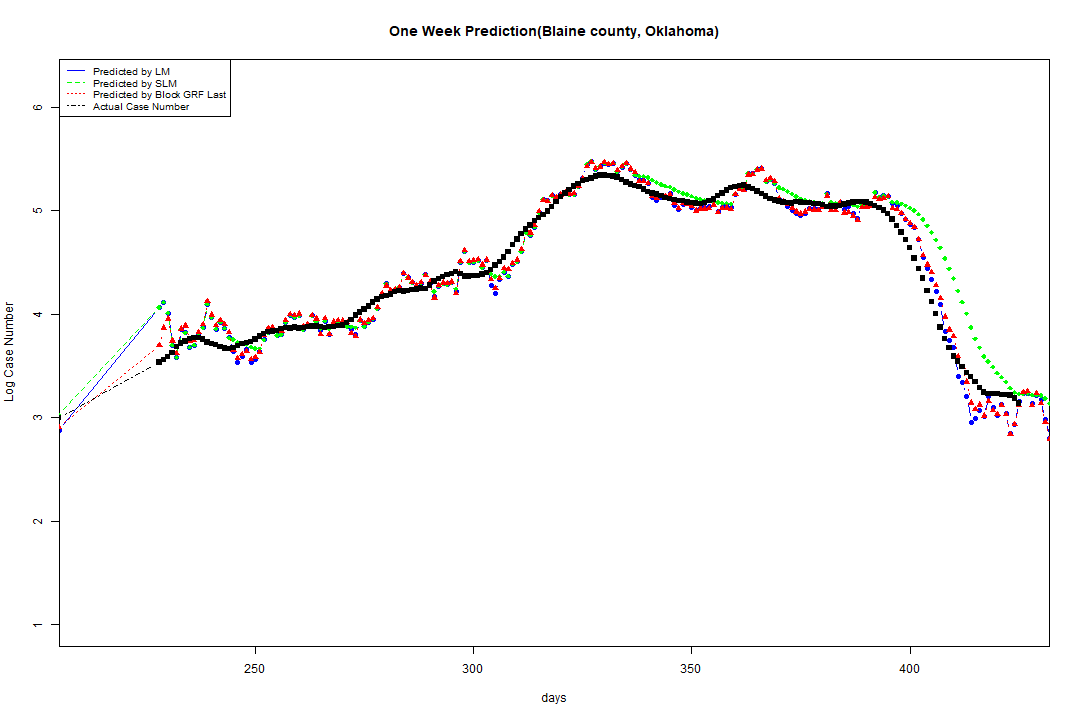 One Week Prediction(Blaine county, Oklahoma)
Predicted by LM
Predicted by SLM
Predicted by Block GRF Last
Actual Case Number
6
5
4
3
2
1
Log Case Number
250
300
350
400
days